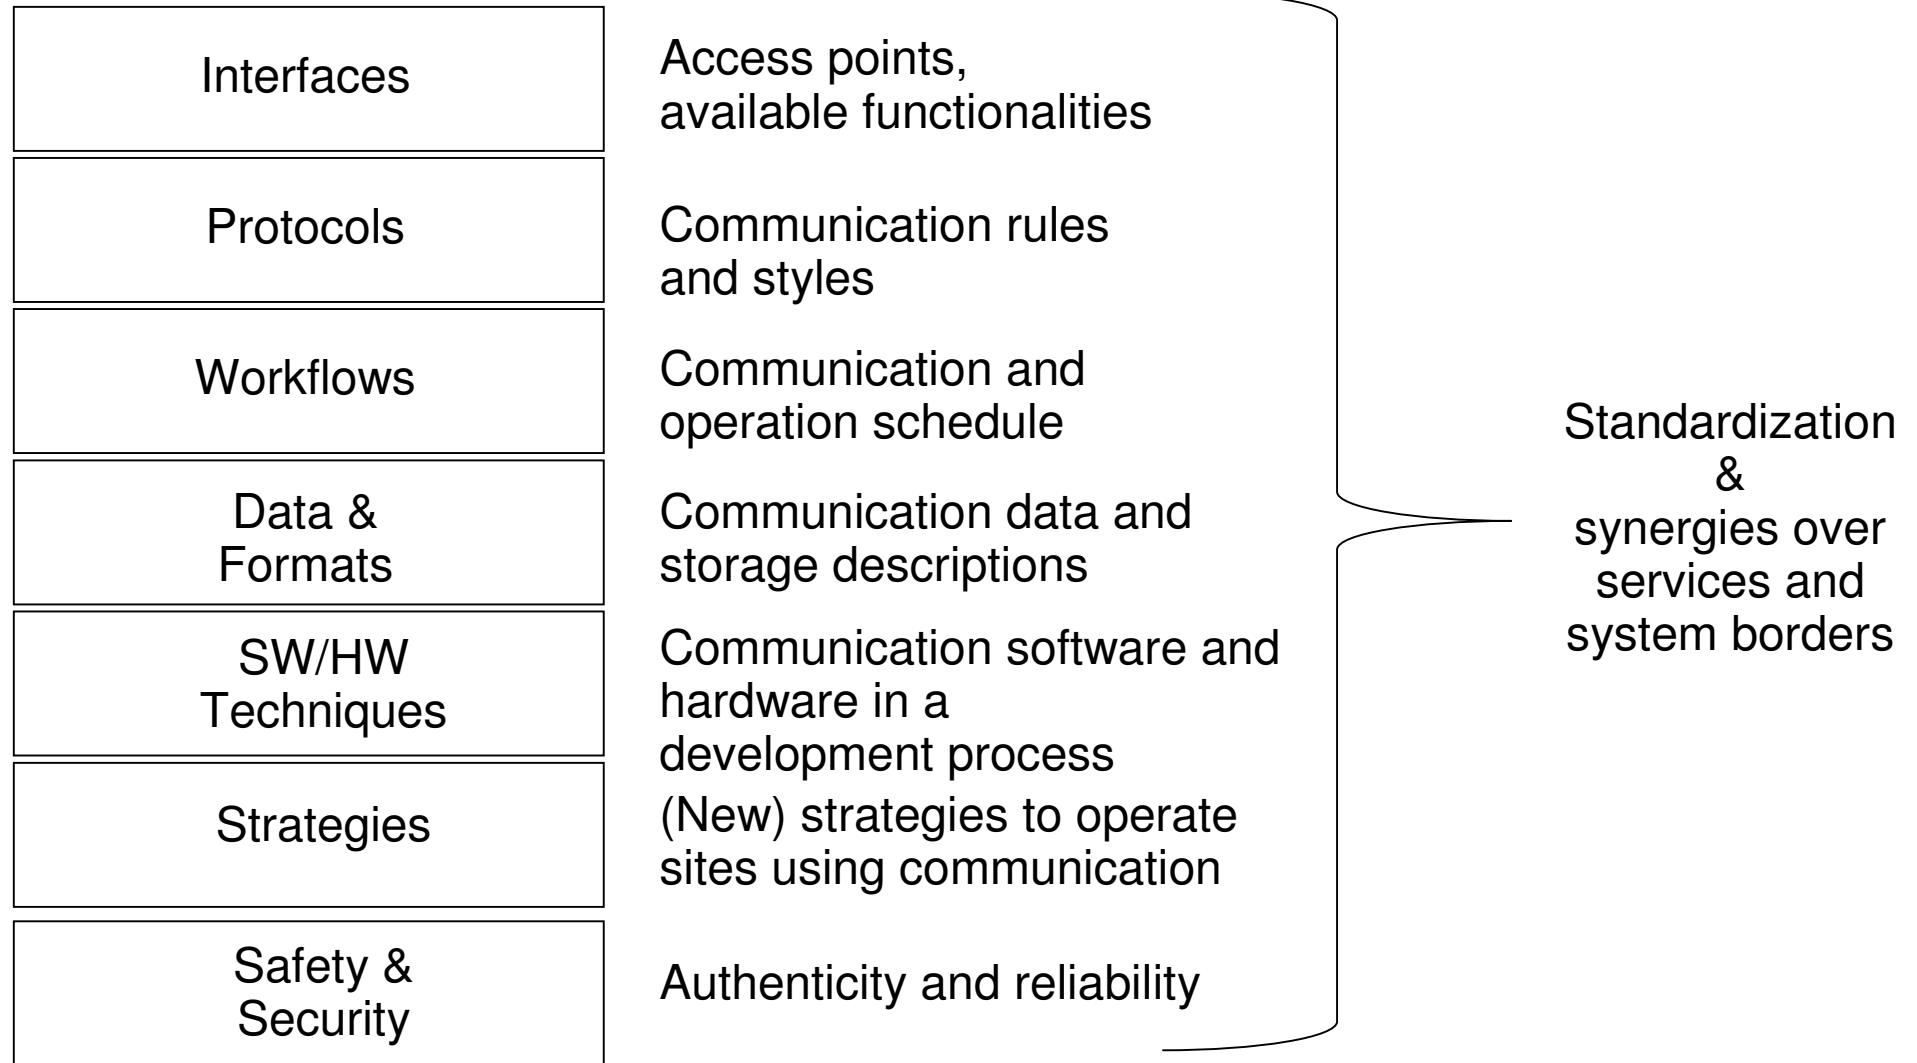 Interfaces
Access points,
available functionalities
Protocols
Communication rules
and styles
Workflows
Communication and
operation schedule
Data &
Formats
Communication data and
storage descriptions
SW/HW
Techniques
Communication software and
hardware in a
development process
Strategies
(New) strategies to operate
sites using communication
Safety &
Security
Authenticity and reliability
Standardization
&
synergies over
services and
system borders